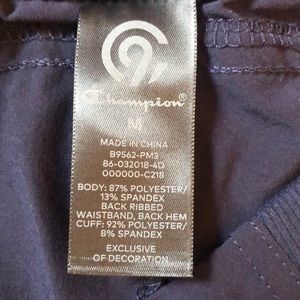 C9
Champion
M
MADE IN CHINA
B9562-PM3
86-032018-4D
000000-C218
BODY: 87% POLYESTER/
13% SPANDEX
BACK RIBBED
WAISTBAND, BACK HEM
CUFF: 92% POLYESTER/
8% SPANDEX
EXCLUSIVE
OF DECORATION